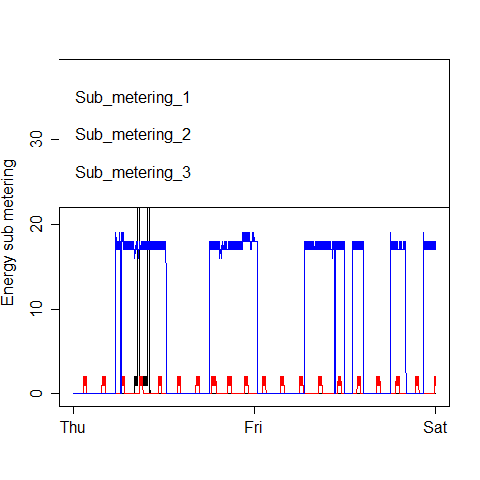 Sub_metering_1
Sub_metering_2
Sub_metering_3
Energy sub metering
30
20
10
0
Thu Fri Sat